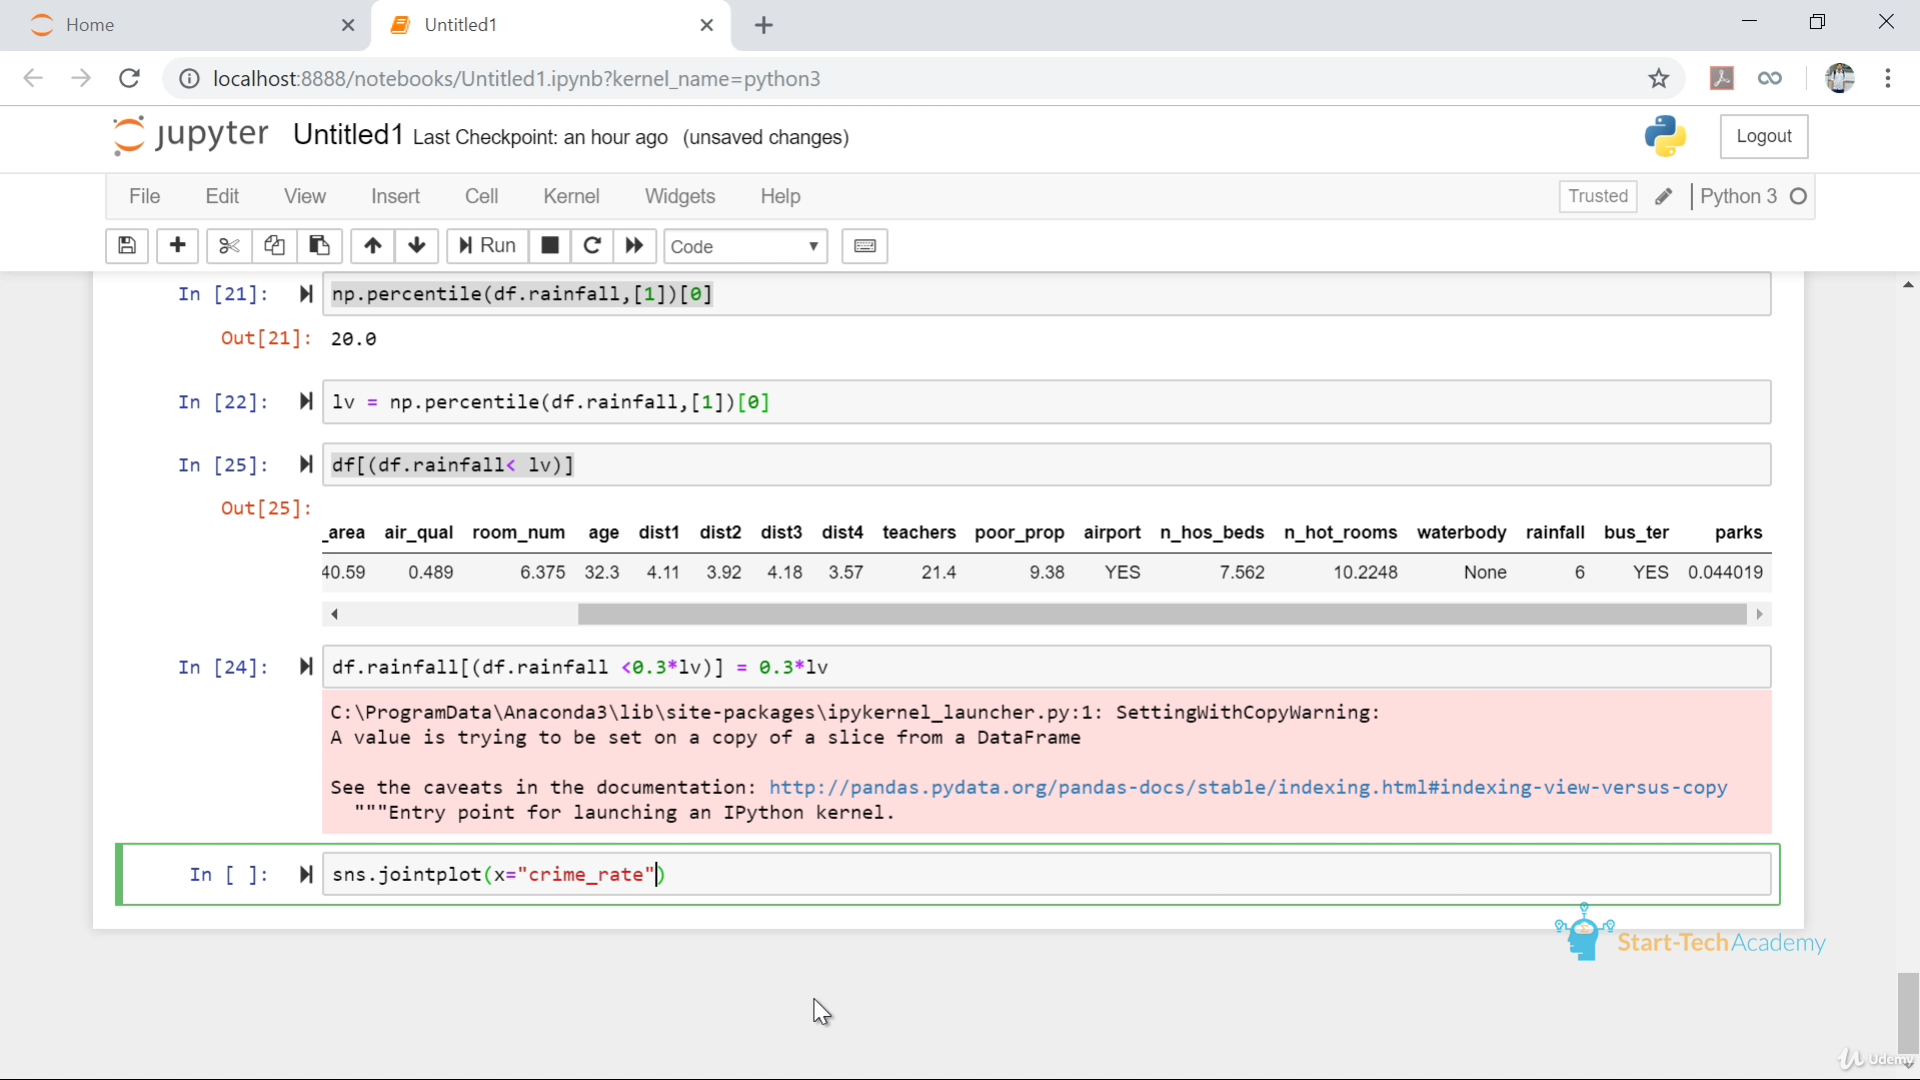 Home
Untitled1
localhost:8888/notebooks/Untitled1.ipynb?kernel_name=python3
jupyter Untitled1 Last Checkpoint: an hour ago (unsaved changes)
Logout
File Edit View Insert Cell Kernel Widgets Help
Trusted
Python 3
Run
Code
In [21]: np.percentile(df.rainfall,[1])[0]
Out[21]: 20.0
In [22]: lv = np.percentile(df.rainfall,[1])[0]
In [25]: df[(df.rainfall< lv)]
Out[25]:
_area air_qual room_num age dist1 dist2 dist3 dist4 teachers poor_prop airport n_hos_beds n_hot_rooms waterbody rainfall bus_ter parks
40.59 0.489 6.375 32.3 4.11 3.92 4.18 3.57 21.4 9.38 YES 7.562 10.2248 None 6 YES 0.044019
In [24]: df.rainfall[(df.rainfall <0.3*lv)] = 0.3*lv
C:\ProgramData\Anaconda3\lib\site-packages\ipykernel_launcher.py:1: SettingWithCopyWarning:
A value is trying to be set on a copy of a slice from a DataFrame
See the caveats in the documentation: http://pandas.pydata.org/pandas-docs/stable/indexing.html#indexing-view-versus-copy
"""Entry point for launching an IPython kernel.
In [ ]: sns.jointplot(x="crime_rate")
Start-TechAcademy
Udemy